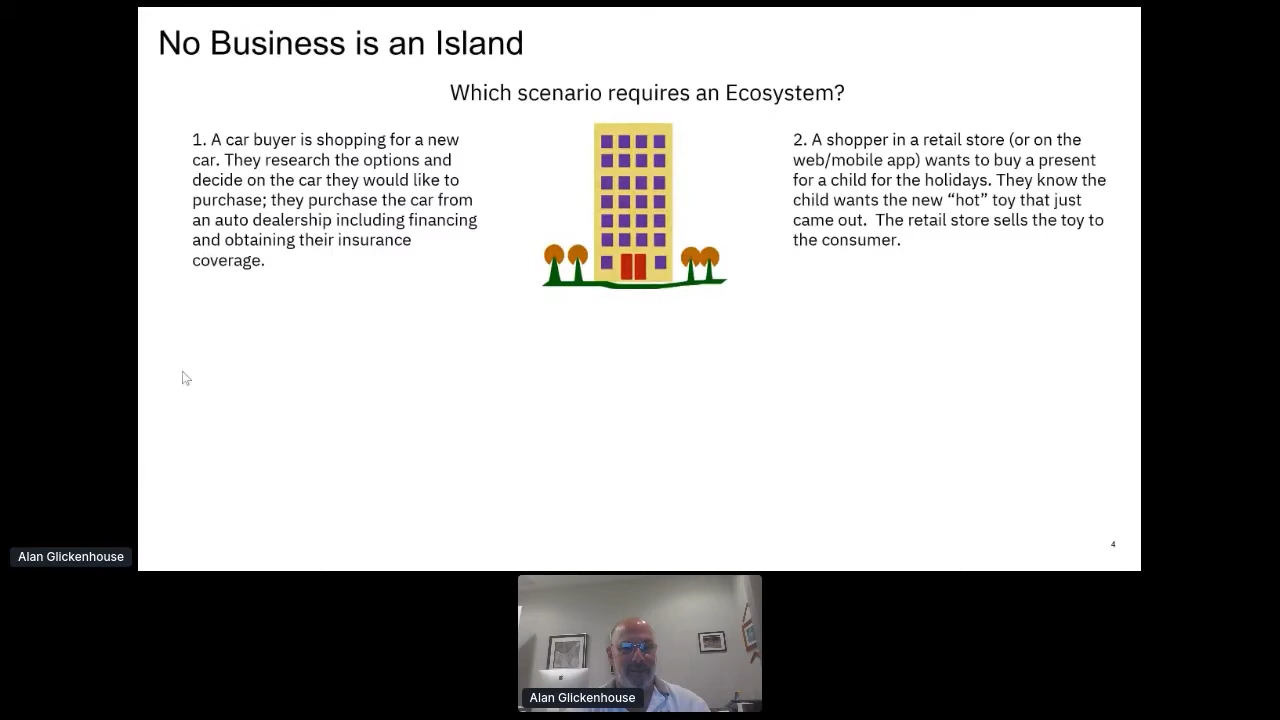 No Business is an Island
Which scenario requires an Ecosystem?
1. A car buyer is shopping for a new
car. They research the options and
decide on the car they would like to
purchase; they purchase the car from
an auto dealership including financing
and obtaining their insurance
coverage.
2. A shopper in a retail store (or on the
web/mobile app) wants to buy a present
for a child for the holidays. They know the
child wants the new “hot” toy that just
came out.  The retail store sells the toy to
the consumer.
4
Alan Glickenhouse
Alan Glickenhouse